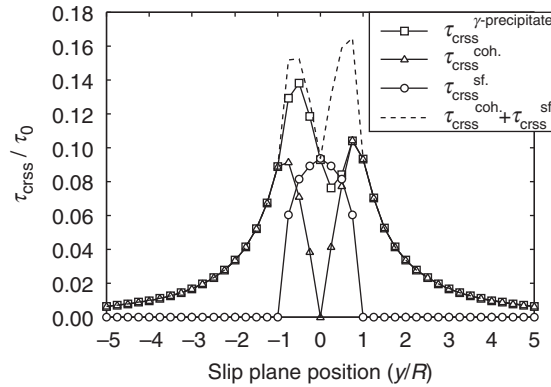 0.18
0.16
0.14
0.12
0.10
0.08
0.06
0.04
0.02
0.00
τcrss / τ0
τcrss γ-precipitate
τcrss coh.
τcrss sf.
τcrss coh. + τcrss sf.
−5 −4 −3 −2 −1 0 1 2 3 4 5
Slip plane position (y/R)